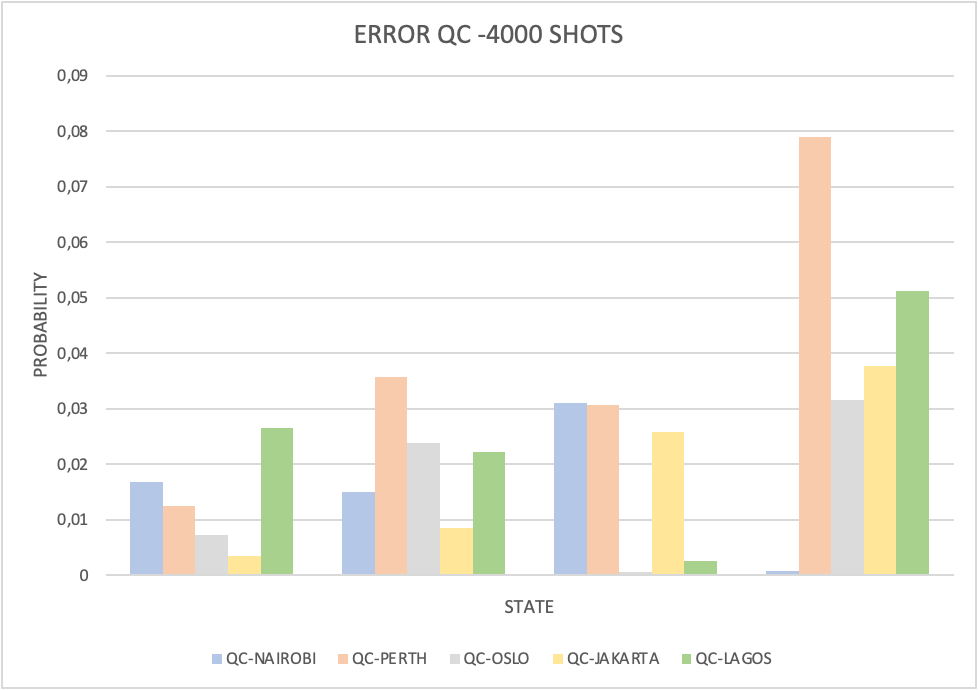 ERROR QC -4000 SHOTS
0,09
0,08
0,07
0,06
0,05
0,04
0,03
0,02
0,01
0
PROBABILITY
STATE
QC-NAIROBI QC-PERTH QC-OSLO QC-JAKARTA QC-LAGOS